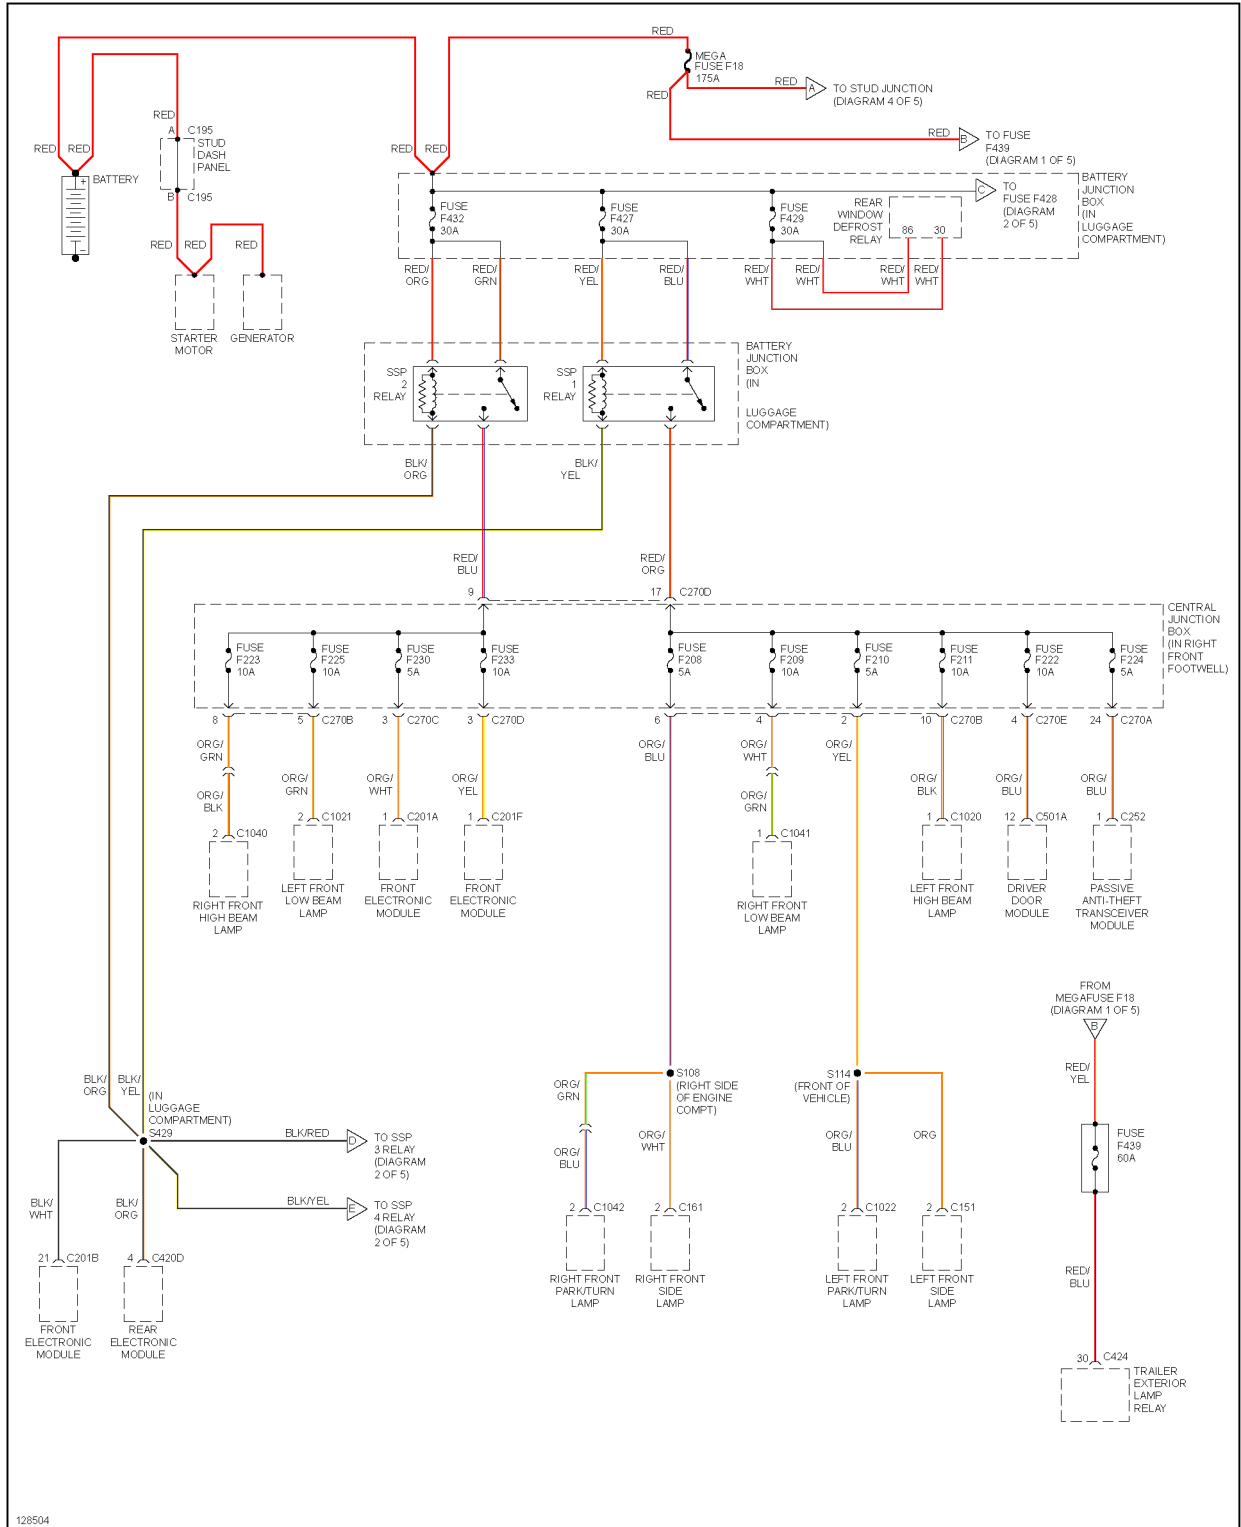 RED
MEGA
FUSE F18
175A
RED
A
TO STUD JUNCTION
(DIAGRAM 4 OF 5)
RED
RED
B
TO FUSE
F439
(DIAGRAM 1 OF 5)
RED
A
C195
STUD
DASH
PANEL
B
C195
RED
RED
RED
RED
+
BATTERY
-
RED
RED
RED
STARTER
MOTOR
GENERATOR
BATTERY
JUNCTION
BOX
(IN
LUGGAGE
COMPARTMENT)
C
TO
FUSE F428
(DIAGRAM
2 OF 5)
FUSE
F432
30A
FUSE
F427
30A
FUSE
F429
30A
REAR
WINDOW
DEFROST
RELAY
86
30
RED/
ORG
RED/
GRN
RED/
YEL
RED/
BLU
RED/
WHT
RED/
WHT
RED/
WHT
RED/
WHT
BATTERY
JUNCTION
BOX
(IN
LUGGAGE
COMPARTMENT)
SSP
2
RELAY
SSP
1
RELAY
BLK/
ORG
BLK/
YEL
RED/
BLU
RED/
ORG
9
17
C270D
CENTRAL
JUNCTION
BOX
(IN RIGHT
FRONT
FOOTWELL)
FUSE
F223
10A
FUSE
F225
10A
FUSE
F230
5A
FUSE
F233
10A
FUSE
F208
5A
FUSE
F209
10A
FUSE
F210
5A
FUSE
F211
10A
FUSE
F222
10A
FUSE
F224
5A
8
5
C270B
3
C270C
3
C270D
6
4
2
10
C270B
4
C270E
24
C270A
ORG/
GRN
ORG/
BLU
ORG/
WHT
ORG/
YEL
ORG/
BLK
ORG/
GRN
ORG/
WHT
ORG/
YEL
ORG/
GRN
ORG/
BLK
ORG/
BLU
ORG/
BLU
2
C1040
2
C1021
1
C201A
1
C201F
1
C1041
1
C1020
12
C501A
1
C252
RIGHT FRONT
HIGH BEAM
LAMP
LEFT FRONT
LOW BEAM
LAMP
FRONT
ELECTRONIC
MODULE
FRONT
ELECTRONIC
MODULE
RIGHT FRONT
LOW BEAM
LAMP
LEFT FRONT
HIGH BEAM
LAMP
DRIVER
DOOR
MODULE
PASSIVE
ANTI-THEFT
TRANSCEIVER
MODULE
FROM
MEGAFUSE F18
(DIAGRAM 1 OF 5)
B
RED/
YEL
FUSE
F439
60A
RED/
BLU
30
C424
TRAILER
EXTERIOR
LAMP
RELAY
BLK/
ORG
BLK/
YEL
(IN
LUGGAGE
COMPARTMENT)
S429
BLK/RED
D
TO SSP
3 RELAY
(DIAGRAM
2 OF 5)
BLK/YEL
E
TO SSP
4 RELAY
(DIAGRAM
2 OF 5)
BLK/
WHT
BLK/
ORG
21
C201B
4
C420D
FRONT
ELECTRONIC
MODULE
REAR
ELECTRONIC
MODULE
S108
(RIGHT SIDE
OF ENGINE
COMPT)
S114
(FRONT OF
VEHICLE)
ORG/
GRN
ORG/
BLU
ORG/
WHT
ORG/
BLU
ORG
2
C1042
2
C161
2
C1022
2
C151
RIGHT FRONT
PARK/TURN
LAMP
RIGHT FRONT
SIDE
LAMP
LEFT FRONT
PARK/TURN
LAMP
LEFT FRONT
SIDE
LAMP
128504